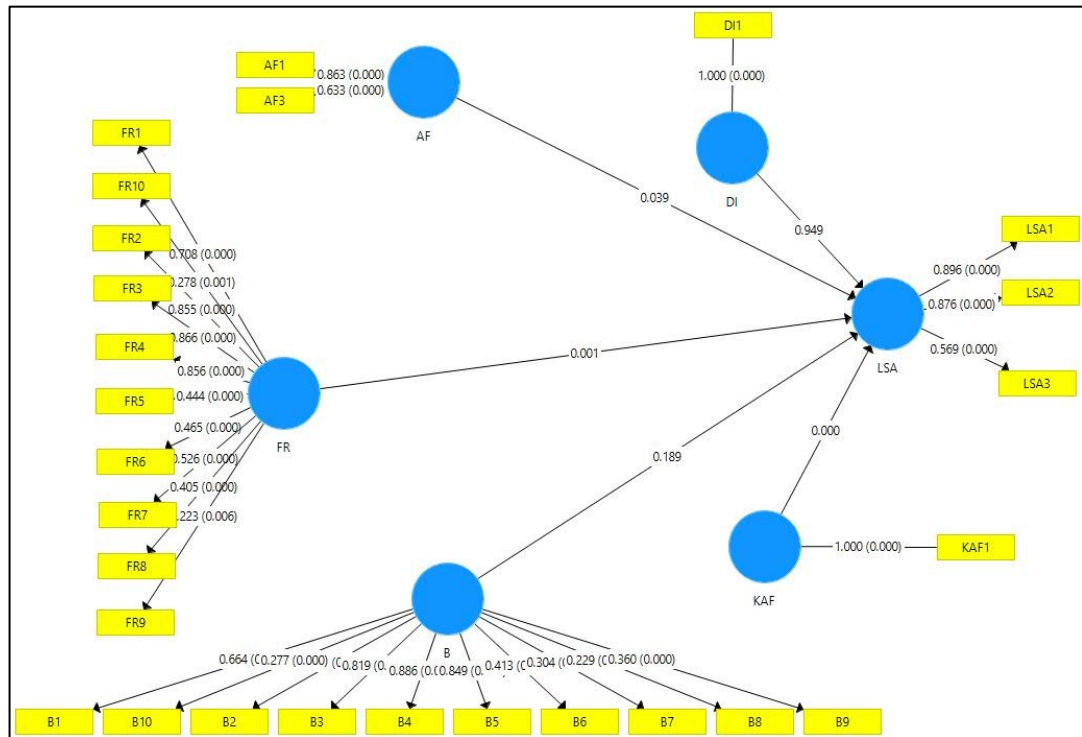 DI1
AF1
0.863 (0.000)
1.000 (0.000)
AF3
0.633 (0.000)
AF
DI
FR1
FR10
FR2
FR3
FR4
FR5
FR6
FR7
FR8
FR9
0.708 (0.000)
0.278 (0.001)
0.855 (0.000)
0.866 (0.000)
0.856 (0.000)
0.444 (0.000)
0.465 (0.000)
0.526 (0.000)
0.405 (0.000)
.223 (0.006)
FR
0.039
0.949
0.001
0.189
0.000
LSA
LSA1
0.896 (0.000)
LSA2
0.876 (0.000)
0.569 (0.000)
LSA3
KAF
1.000 (0.000)
KAF1
B
0.664 (
0.277 (0.000)
0.819 (0.
0.886 (0.
0.849 (
0.413 (
0.304 (
0.229 (
0.360 (0.000)
B1 B10 B2 B3 B4 B5 B6 B7 B8 B9